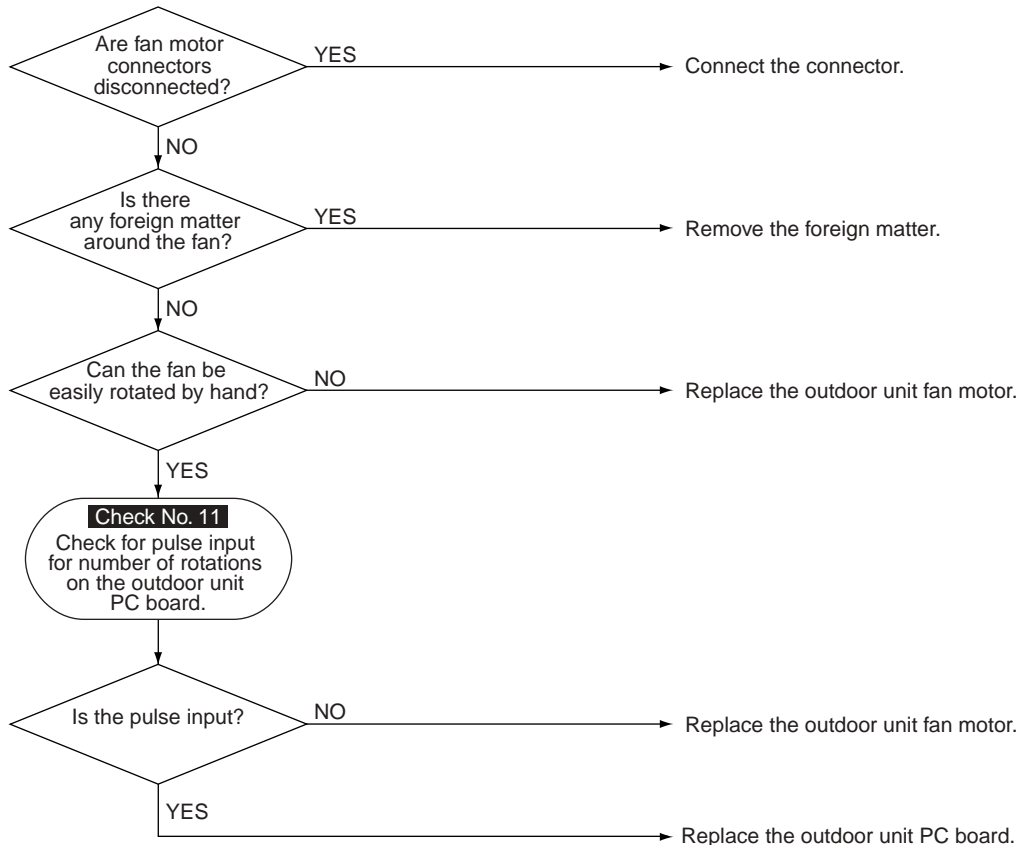 Are fan motor
connectors
disconnected?
YES
Connect the connector.
NO
Is there
any foreign matter
around the fan?
YES
Remove the foreign matter.
NO
Can the fan be
easily rotated by hand?
NO
Replace the outdoor unit fan motor.
YES
Check No. 11
Check for pulse input
for number of rotations
on the outdoor unit
PC board.
Is the pulse input?
NO
Replace the outdoor unit fan motor.
YES
Replace the outdoor unit PC board.